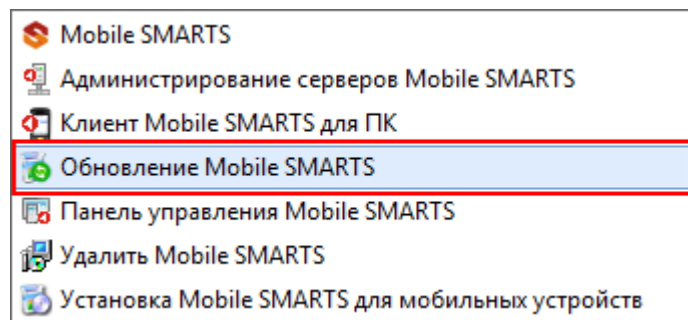 Mobile SMARTS
Администрирование серверов Mobile SMARTS
Клиент Mobile SMARTS для ПК
Обновление Mobile SMARTS
Панель управления Mobile SMARTS
Удалить Mobile SMARTS
Установка Mobile SMARTS для мобильных устройств